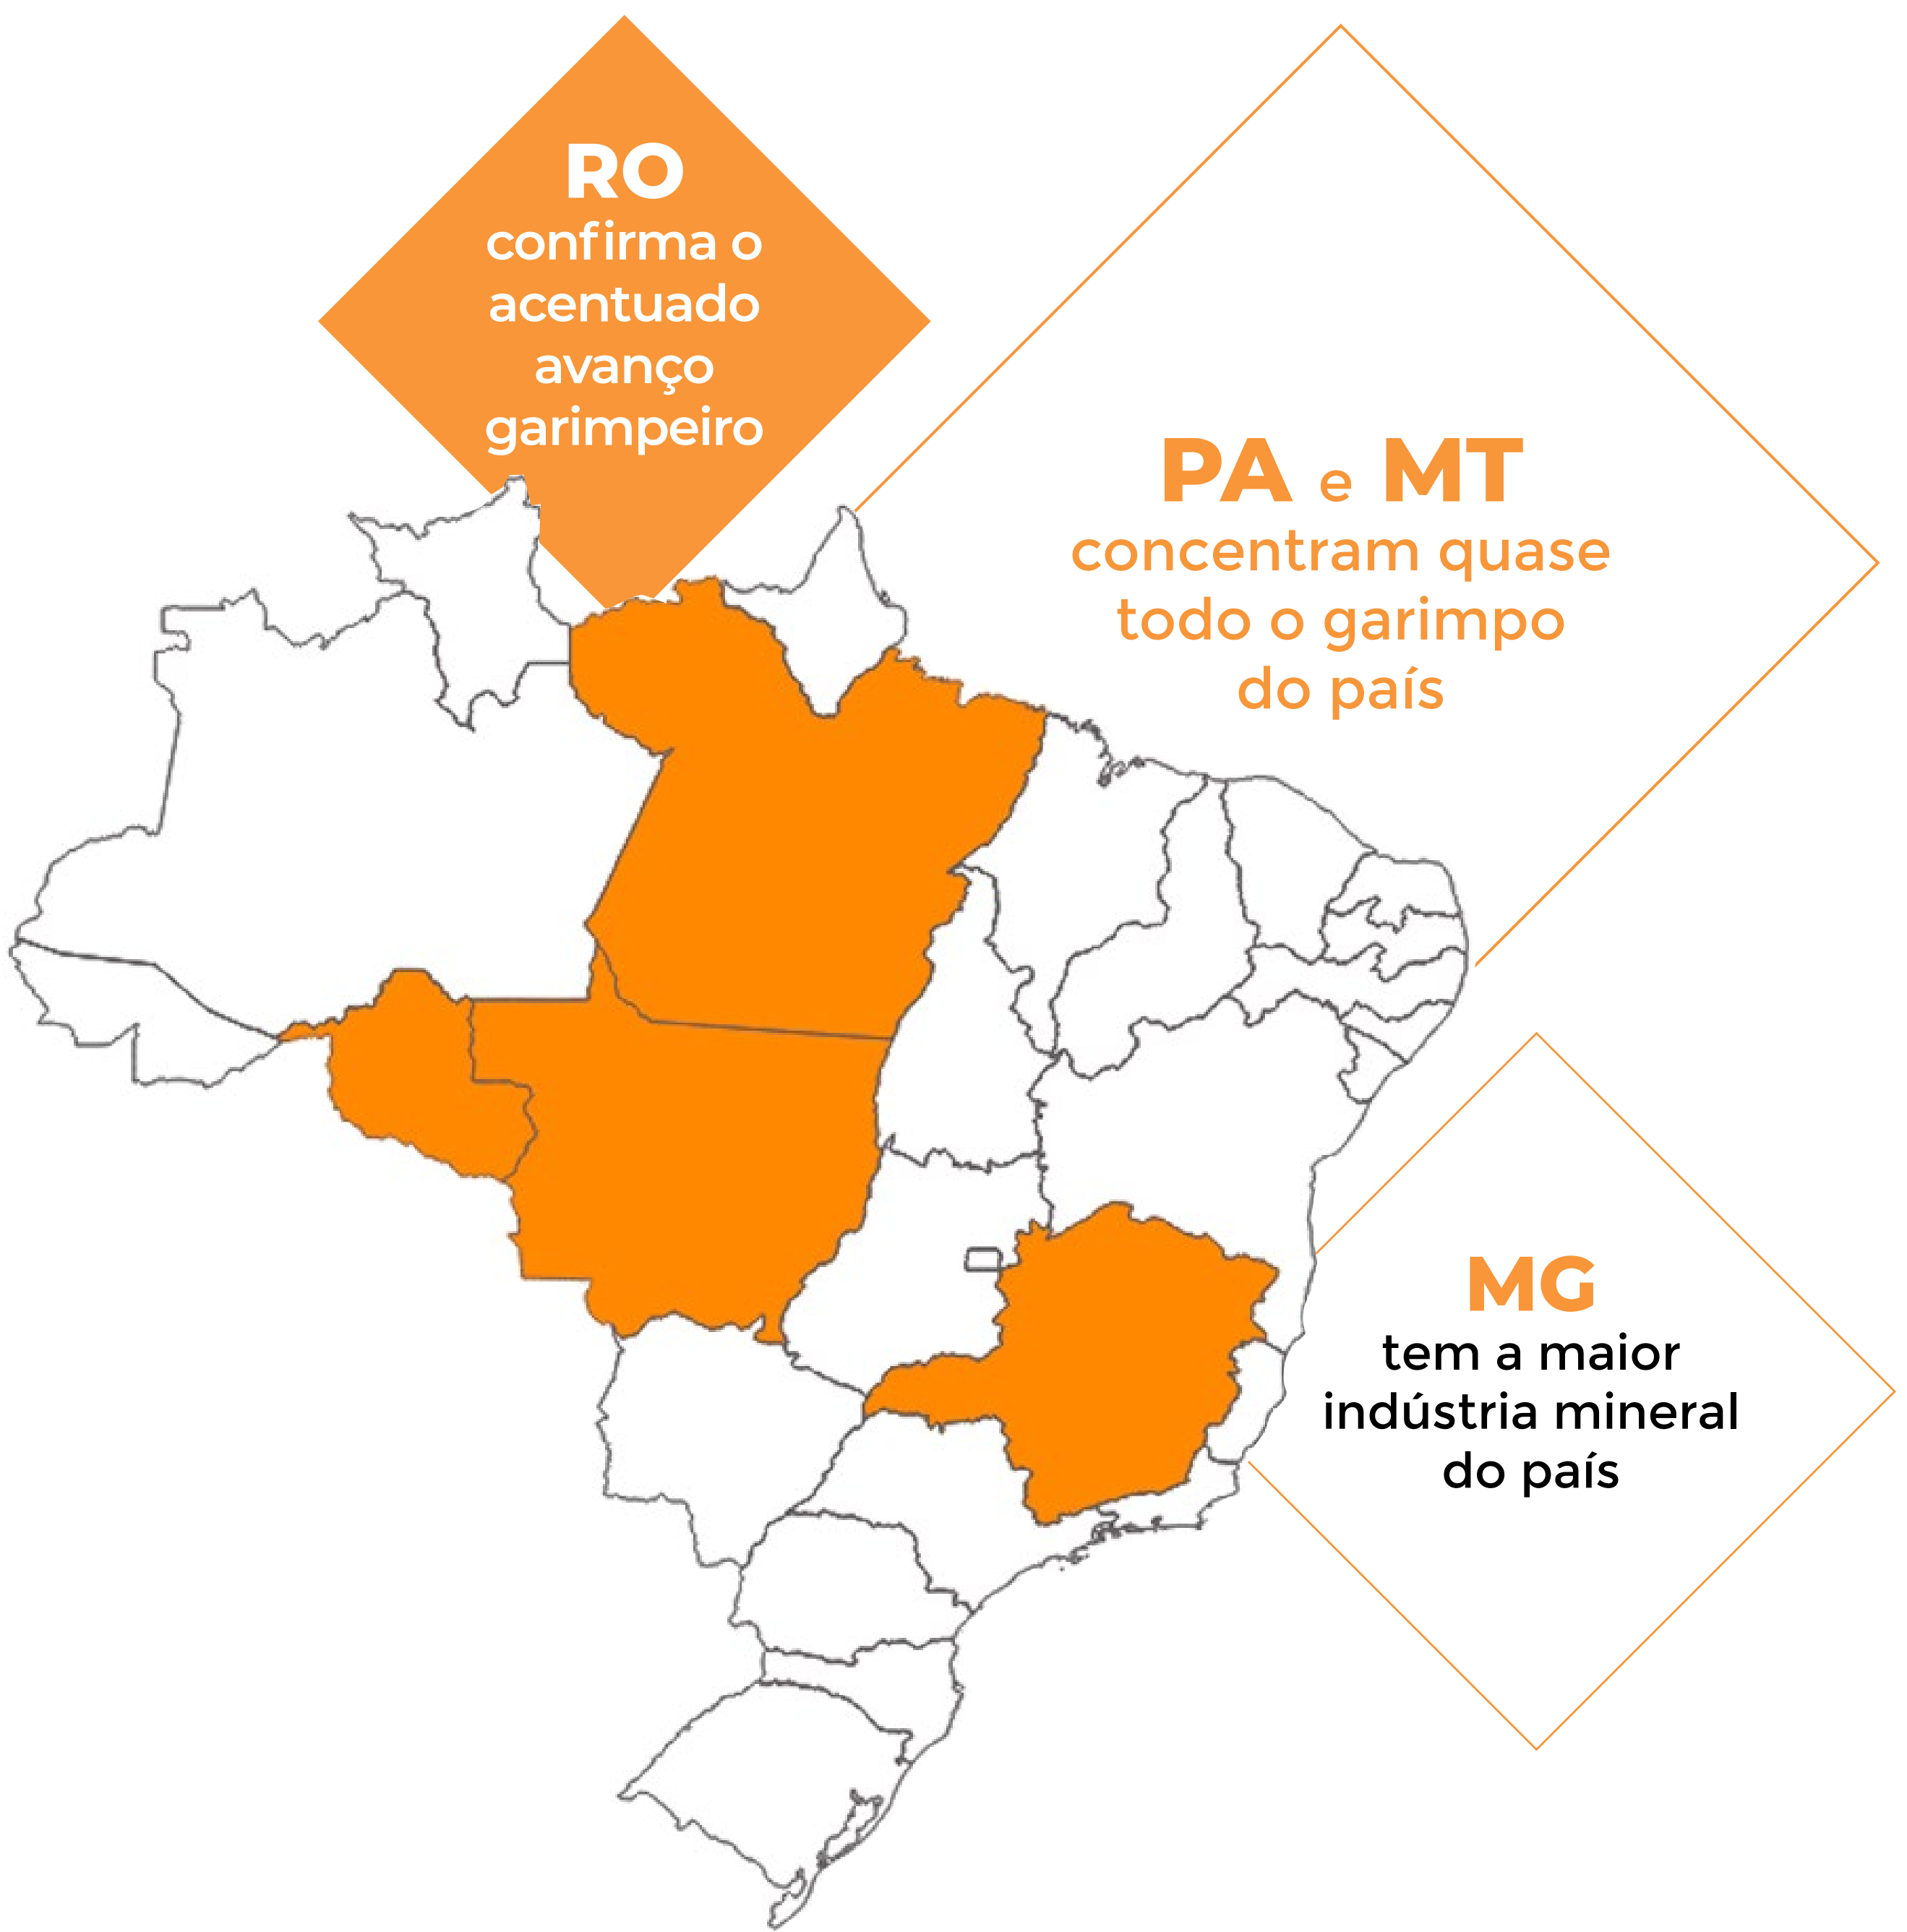 RO
confirma o
acentuado
avanço
garimpeiro
PA e MT
concentram quase
todo o garimpo
do país
MG
tem a maior
indústria mineral
do país